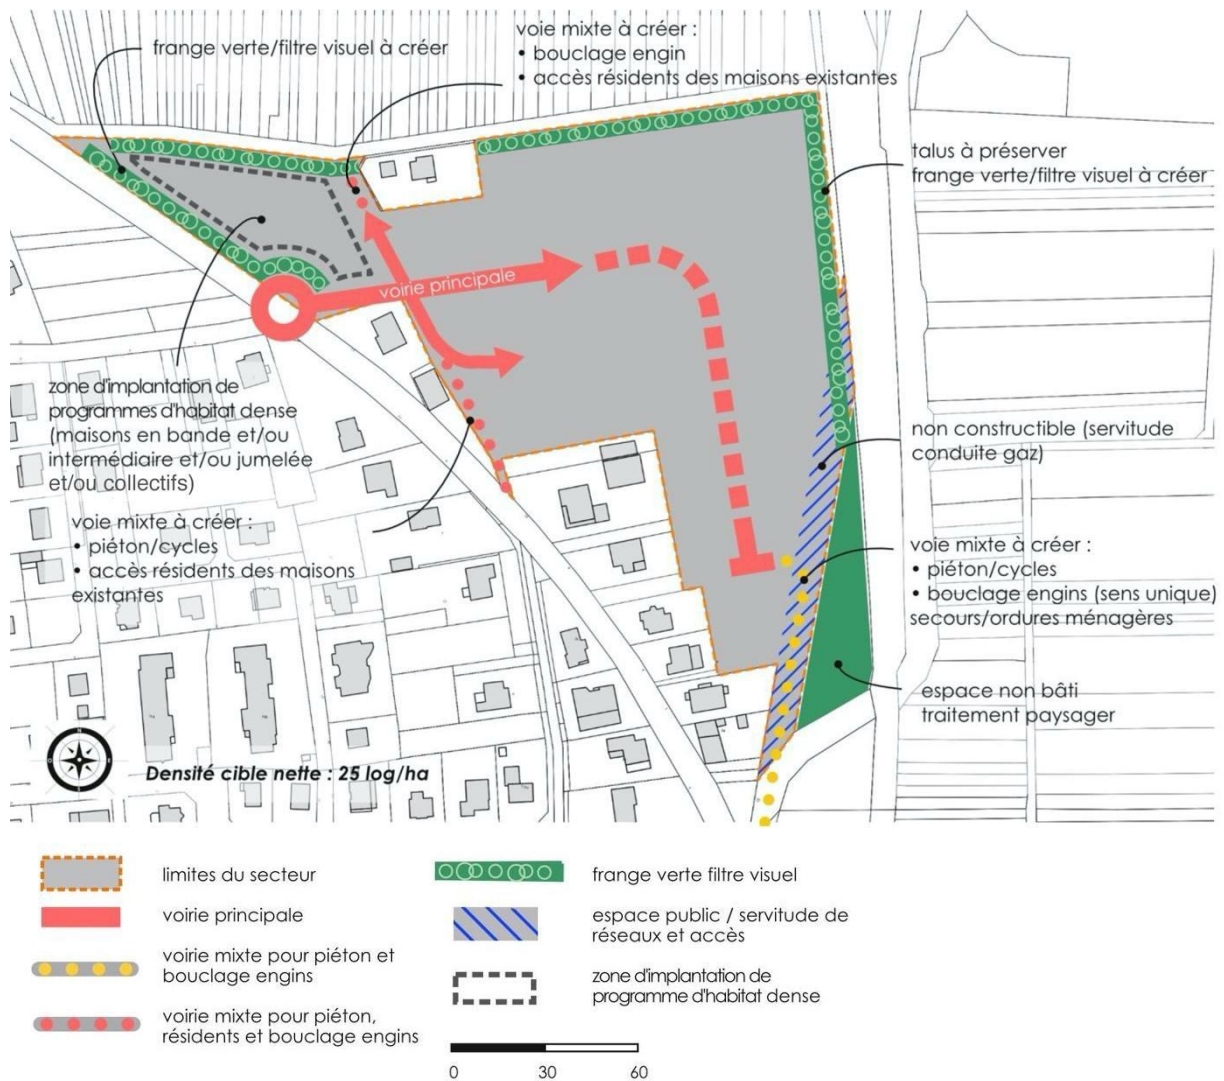 frange verte/filtre visuel à créer
voie mixte à créer :
• bouclage engin
• accès résidents des maisons existantes
talus à préserver
frange verte/filtre visuel à créer
voirie principale
zone d'implantation de
programmes d'habitat dense
(maisons en bande et/ou
intermédiaire et/ou jumelée
et/ou collectifs)
non constructible (servitude
conduite gaz)
voie mixte à créer :
• piéton/cycles
• accès résidents des maisons
existantes
voie mixte à créer :
• piéton/cycles
• bouclage engins (sens unique)
secours/ordures ménagères
espace non bâti
traitement paysager
Densité cible nette : 25 log/ha
limites du secteur
voirie principale
voirie mixte pour piéton et
bouclage engins
voirie mixte pour piéton,
résidents et bouclage engins
frange verte filtre visuel
espace public / servitude de
réseaux et accès
zone d'implantation de
programme d'habitat dense
0 30 60